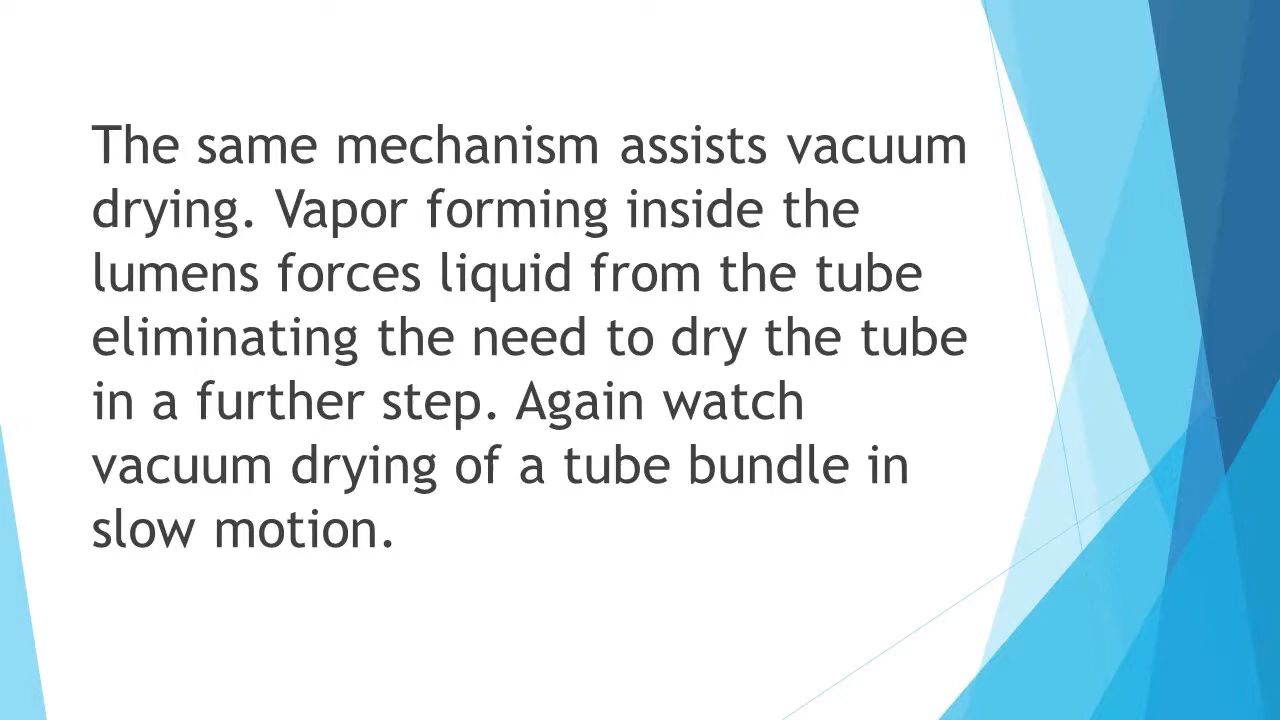 The same mechanism assists vacuum
drying. Vapor forming inside the
lumens forces liquid from the tube
eliminating the need to dry the tube
in a further step. Again watch
vacuum drying of a tube bundle in
slow motion.